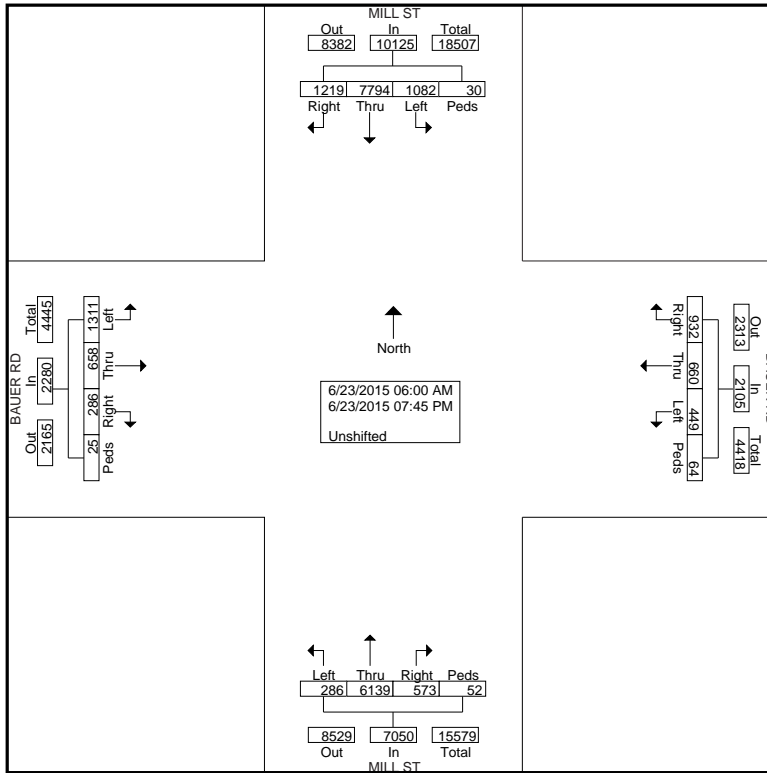 MILL ST
Out In Total
8382 10125 18507
1219 7794 1082 30
Right Thru Left Peds
BAUER RD
Total In Out
4445 2280 2165
1311 658 286 25
Left Thru Right Peds
North
6/23/2015 06:00 AM
6/23/2015 07:45 PM
Unshifted
Right Thru Left Peds
932 660 449 64
Out In Total
2313 2105 4418
Left Thru Right Peds
286 6139 573 52
8529 7050 15579
Out In Total
MILL ST